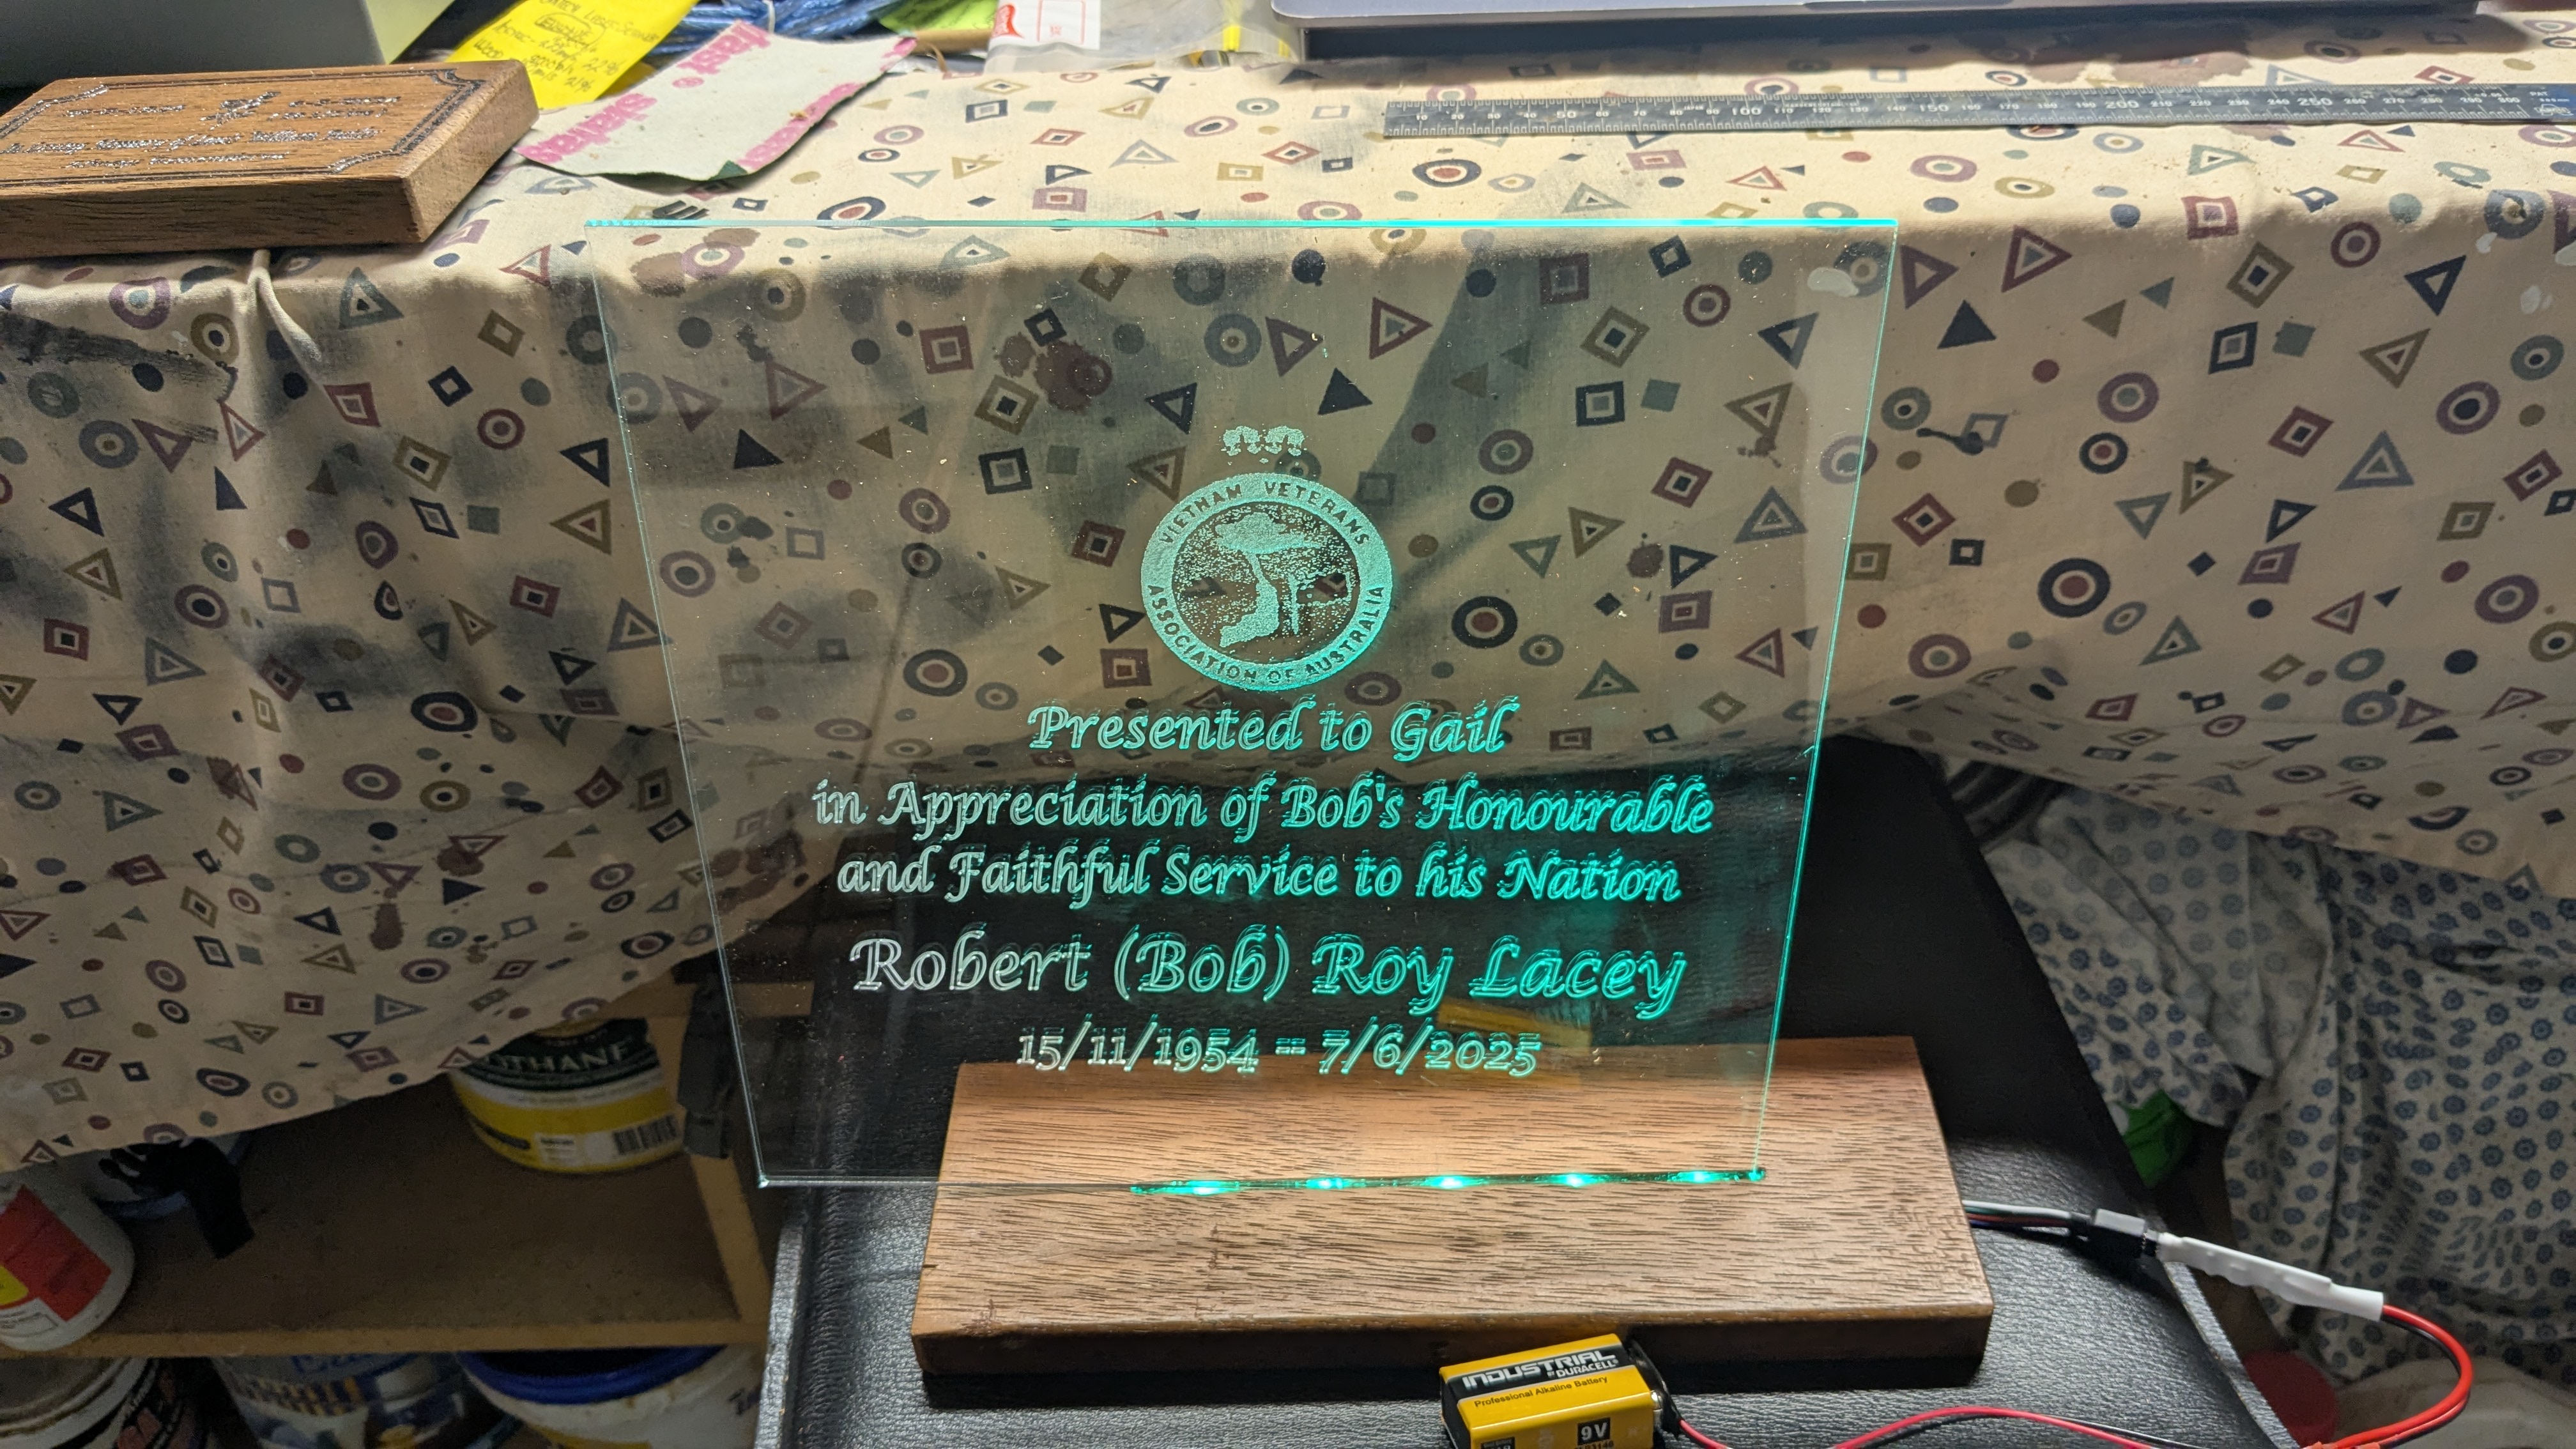 VIETNAM VETERANS
ASSOCIATION OF AUSTRALIA
Presented to Gail
in Appreciation of Bob's Honourable
and Faithful Service to his Nation
Robert (Bob) Roy Lacey
15/11/1954 - 7/6/2025
INDUSTRIAL
BY DURACELL
Professional Alkaline Battery
9V